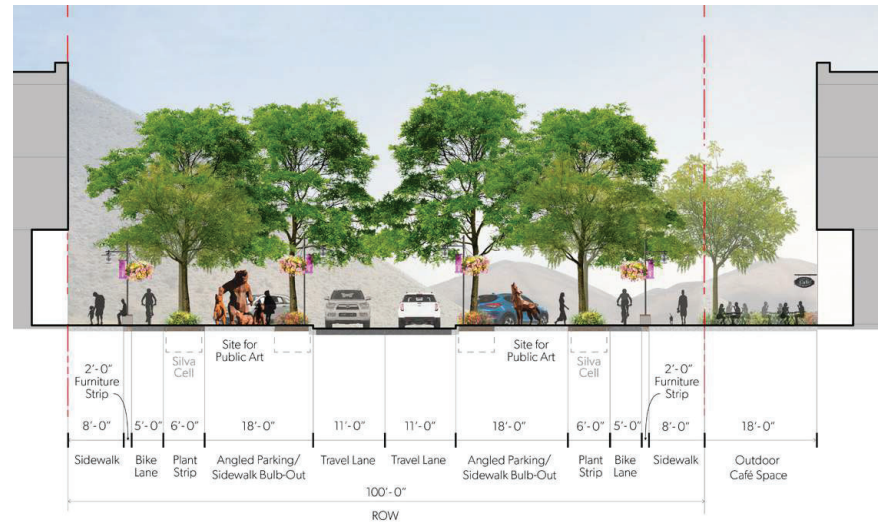 Café
Site for
Public Art
Site for
Public Art
Silva
Cell
Silva
Cell
2'-0"
Furniture
Strip
2'-0"
Furniture
Strip
8'-0"
5'-0"
6'-0"
18'-0"
11'-0"
11'-0"
18'-0"
6'-0"
5'-0"
8'-0"
18'-0"
Sidewalk
Bike
Lane
Plant
Strip
Angled Parking/
Sidewalk Bulb-Out
Travel Lane
Travel Lane
Angled Parking/
Sidewalk Bulb-Out
Plant
Strip
Bike
Lane
Sidewalk
Outdoor
Café Space
100'-0"
ROW